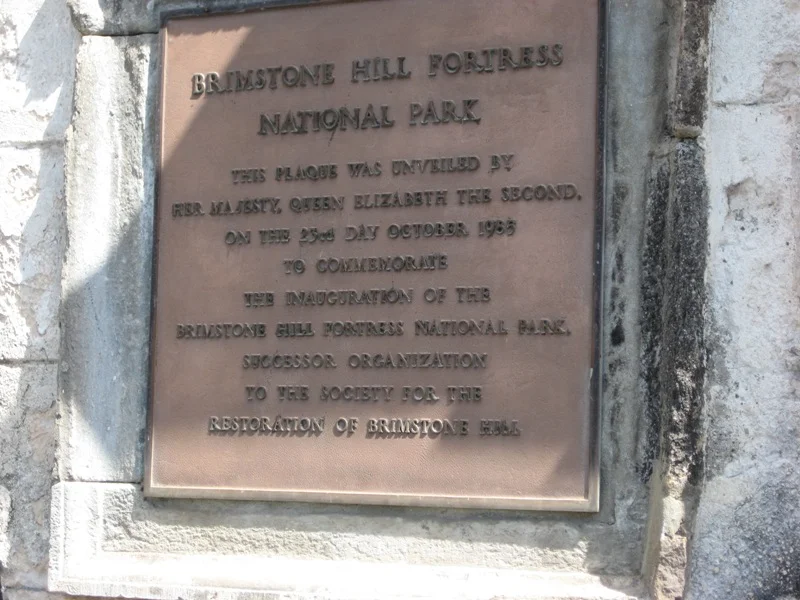 BRIMSTONE HILL FORTRESS
NATIONAL PARK
THIS PLAQUE WAS UNVEILED BY
HER MAJESTY, QUEEN ELIZABETH THE SECOND,
ON THE 23rd DAY OCTOBER 1985
TO COMMEMORATE
THE INAUGURATION OF THE
BRIMSTONE HILL FORTRESS NATIONAL PARK,
SUCCESSOR ORGANIZATION
TO THE SOCIETY FOR THE
RESTORATION OF BRIMSTONE HILL